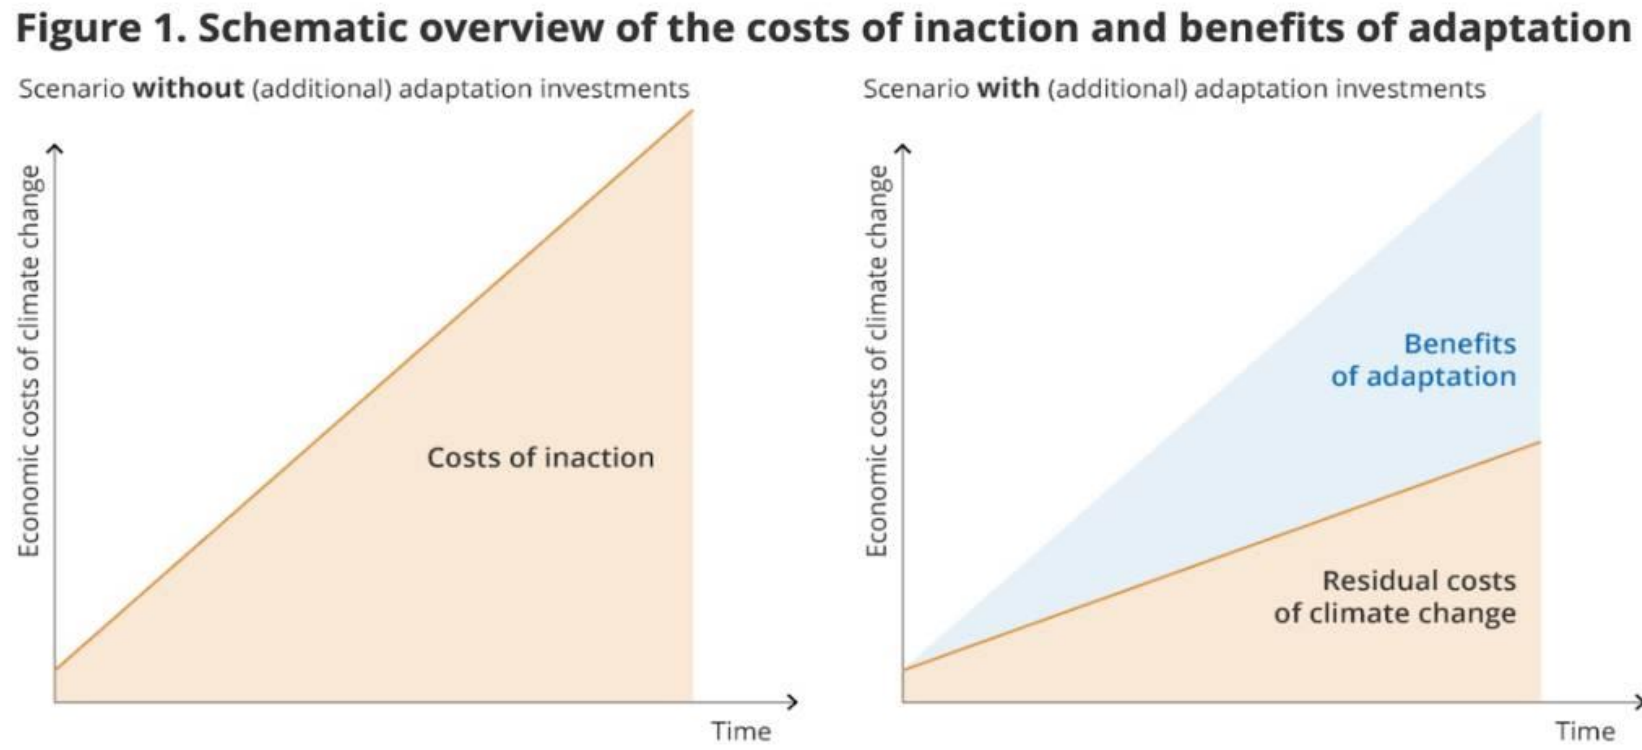 Figure 1. Schematic overview of the costs of inaction and benefits of adaptation
Scenario without (additional) adaptation investments
Economic costs of climate change
Costs of inaction
Time
Scenario with (additional) adaptation investments
Economic costs of climate change
Benefits
of adaptation
Residual costs
of climate change
Time